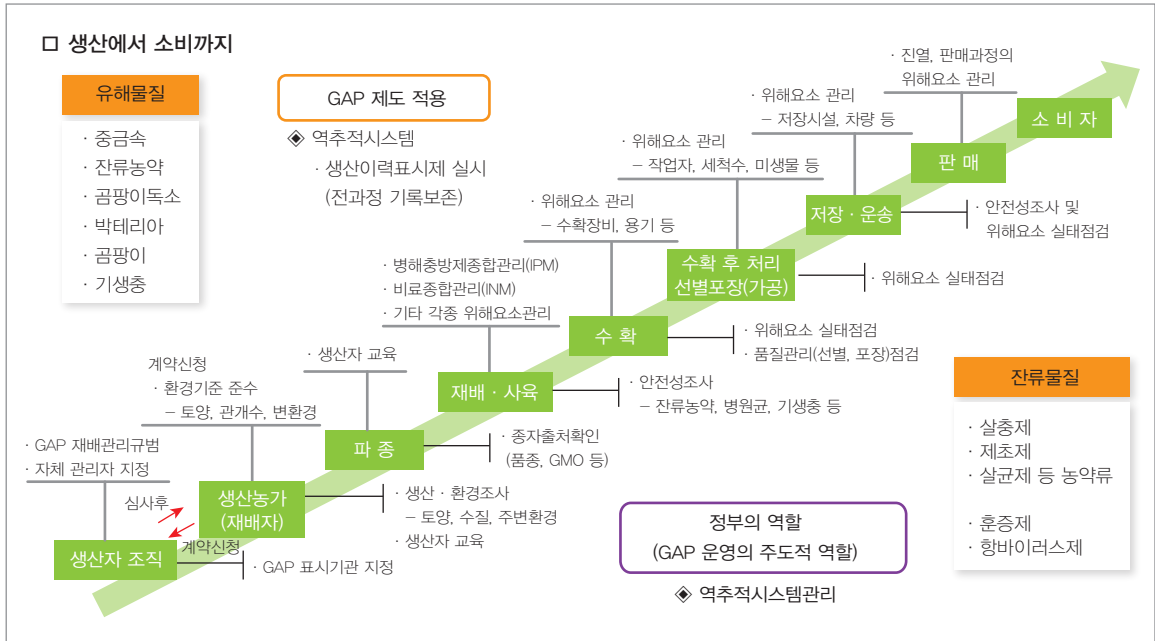 □ 생산에서 소비까지
유해물질
· 중금속
· 잔류농약
· 곰팡이독소
· 박테리아
· 곰팡이
· 기생충
GAP 제도 적용
◈ 역추적시스템
· 생산이력표시제 실시
(전과정 기록보존)
· GAP 재배관리규범
· 자체 관리자 지정
생산자 조직
· GAP 표시기관 지정
심사후
계약신청
계약신청
· 환경기준 준수
– 토양, 관개수, 변환경
생산농가
(재배자)
· 생산 · 환경조사
– 토양, 수질, 주변환경
· 생산자 교육
· 생산자 교육
파 종
· 종자출처확인
(품종, GMO 등)
· 병해충방제종합관리(IPM)
· 비료종합관리(INM)
· 기타 각종 위해요소관리
재배 · 사육
· 안전성조사
– 잔류농약, 병원균, 기생충 등
· 위해요소 관리
– 수확장비, 용기 등
수 확
· 위해요소 실태점검
· 품질관리(선별, 포장)점검
· 위해요소 관리
– 작업자, 세척수, 미생물 등
수확 후 처리
선별포장(가공)
· 위해요소 실태점검
· 위해요소 관리
– 저장시설, 차량 등
저장 · 운송
· 안전성조사 및
위해요소 실태점검
· 진열, 판매과정의
위해요소 관리
판 매
소 비 자
정부의 역할
(GAP 운영의 주도적 역할)
◈ 역추적시스템관리
잔류물질
· 살충제
· 제초제
· 살균제 등 농약류
· 훈증제
· 항바이러스제